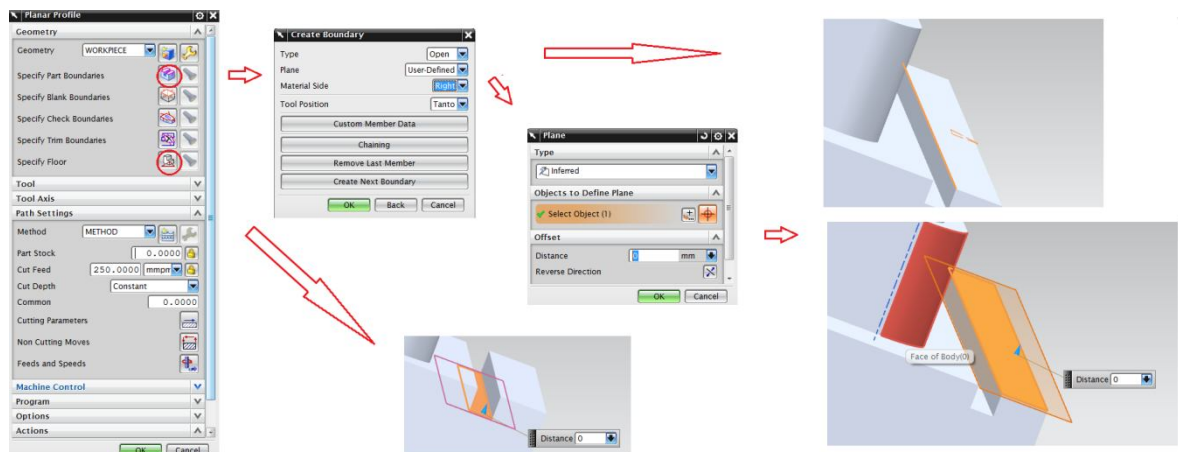 Planar Profile
Geometry
Geometry WORKPIECE
Specify Part Boundaries
Specify Blank Boundaries
Specify Check Boundaries
Specify Trim Boundaries
Specify Floor
Tool
Tool Axis
Path Settings
Method METHOD
Part Stock 0.0000
Cut Feed 250.0000 mmpr
Cut Depth Constant
Common 0.0000
Cutting Parameters
Non Cutting Moves
Feeds and Speeds
Machine Control
Program
Options
Actions
OK Cancel
Create Boundary
Type Open
Plane User-Defined
Material Side Right
Tool Position Tanto
Custom Member Data
Chaining
Remove Last Member
Create Next Boundary
OK Back Cancel
Plane
Type
Inferred
Objects to Define Plane
Select Object (1)
Offset
Distance 0 mm
Reverse Direction
OK Cancel
Distance 0
Face of Body(0)
Distance 0